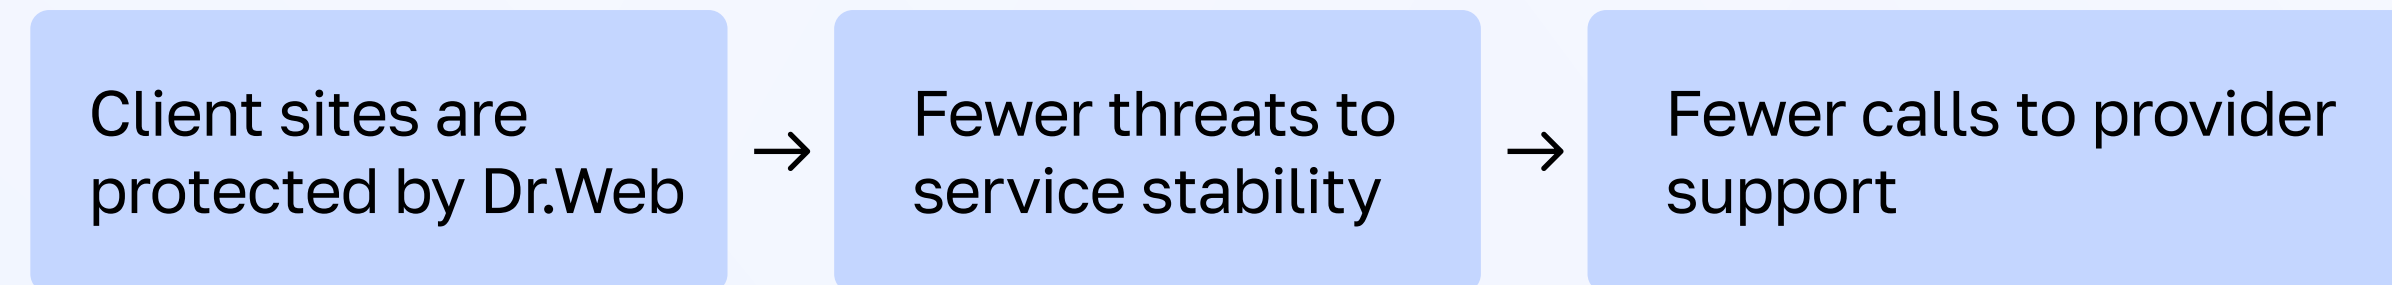 Client sites are
protected by Dr.Web
Fewer threats to
service stability
Fewer calls to provider
support